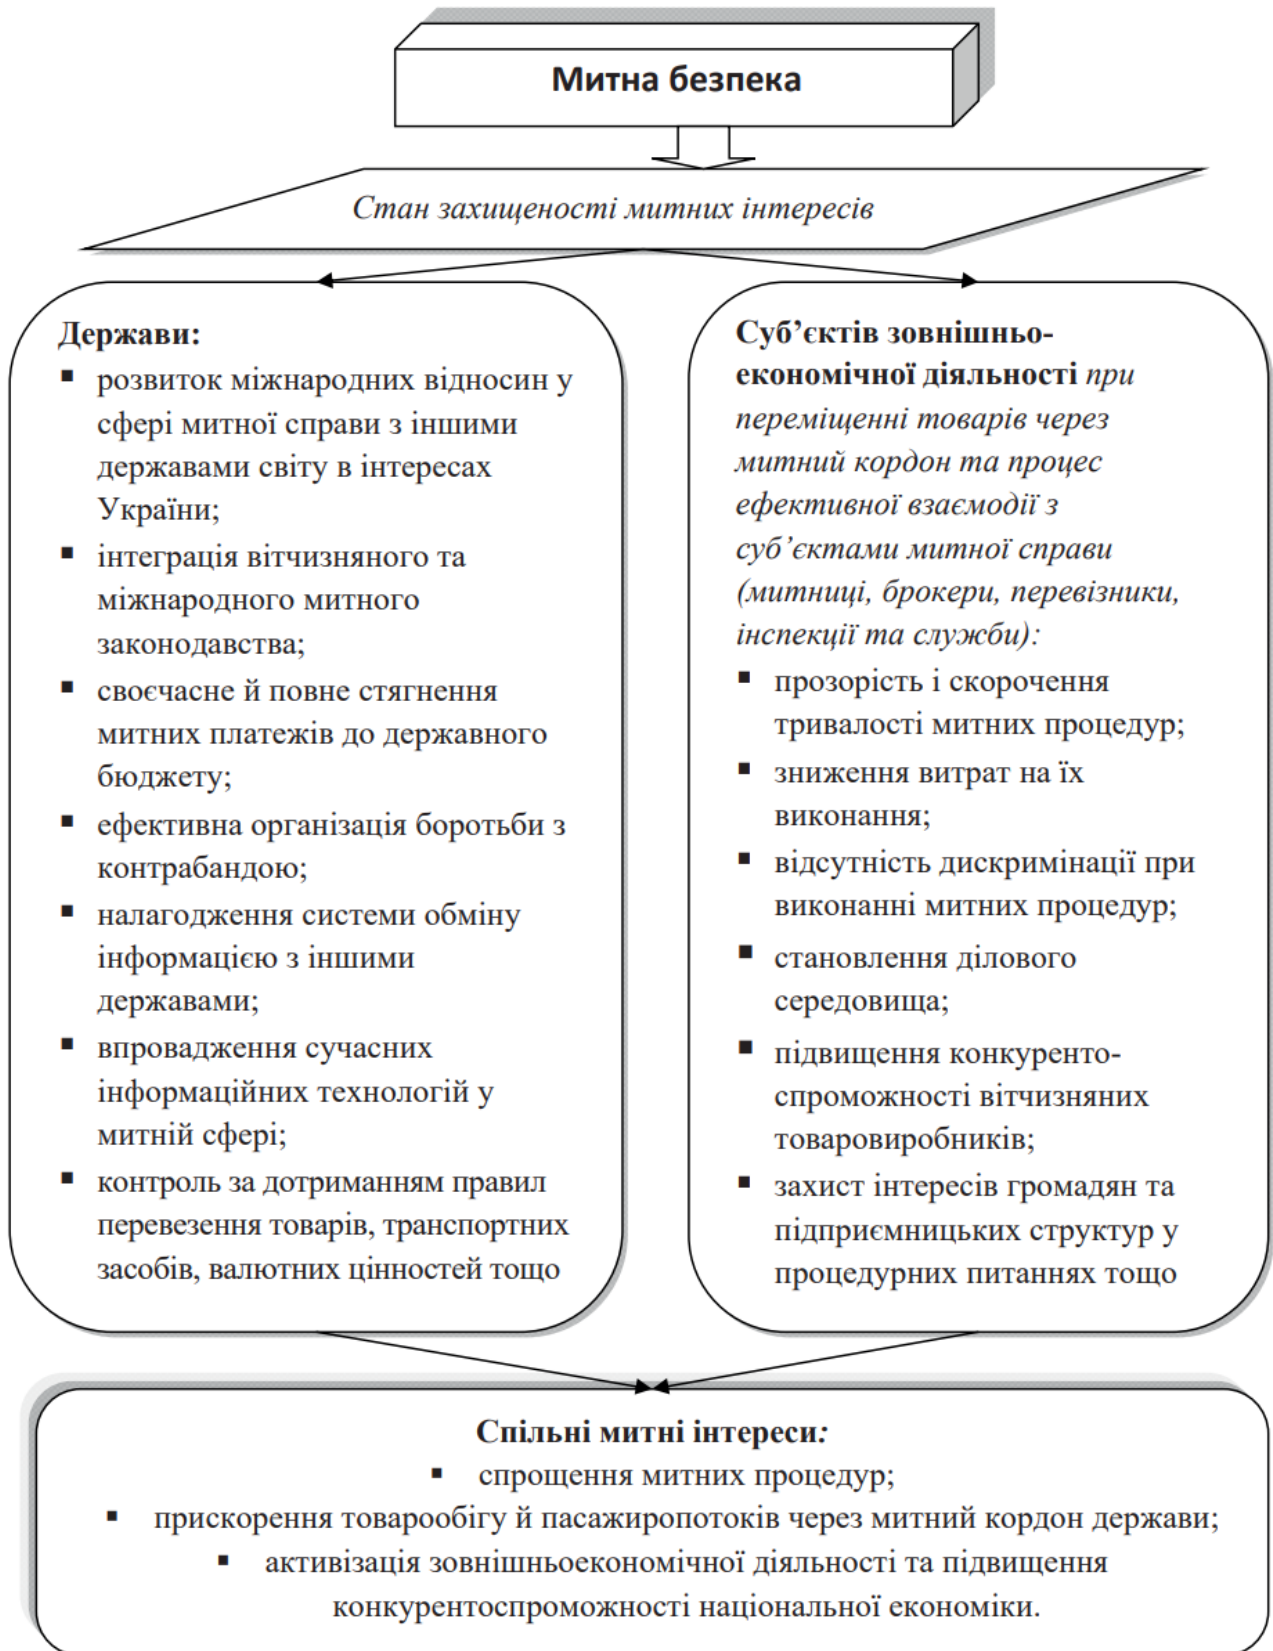 Митна безпека
Стан захищеності митних інтересів
Держави:
▪ розвиток міжнародних відносин у
сфері митної справи з іншими
державами світу в інтересах
України;
▪ інтеграція вітчизняного та
міжнародного митного
законодавства;
▪ своєчасне й повне стягнення
митних платежів до державного
бюджету;
▪ ефективна організація боротьби з
контрабандою;
▪ налагодження системи обміну
інформацією з іншими
державами;
▪ впровадження сучасних
інформаційних технологій у
митній сфері;
▪ контроль за дотриманням правил
перевезення товарів, транспортних
засобів, валютних цінностей тощо
Суб’єктів зовнішньо-
економічної діяльності при
переміщенні товарів через
митний кордон та процес
ефективної взаємодії з
суб’єктами митної справи
(митниці, брокери, перевізники,
інспекції та служби):
▪ прозорість і скорочення
тривалості митних процедур;
▪ зниження витрат на їх
виконання;
▪ відсутність дискримінації при
виконанні митних процедур;
▪ становлення ділового
середовища;
▪ підвищення конкуренто-
спроможності вітчизняних
товаровиробників;
▪ захист інтересів громадян та
підприємницьких структур у
процедурних питаннях тощо
Спільні митні інтереси:
▪ спрощення митних процедур;
▪ прискорення товарообігу й пасажиропотоків через митний кордон держави;
▪ активізація зовнішньоекономічної діяльності та підвищення
конкурентоспроможності національної економіки.